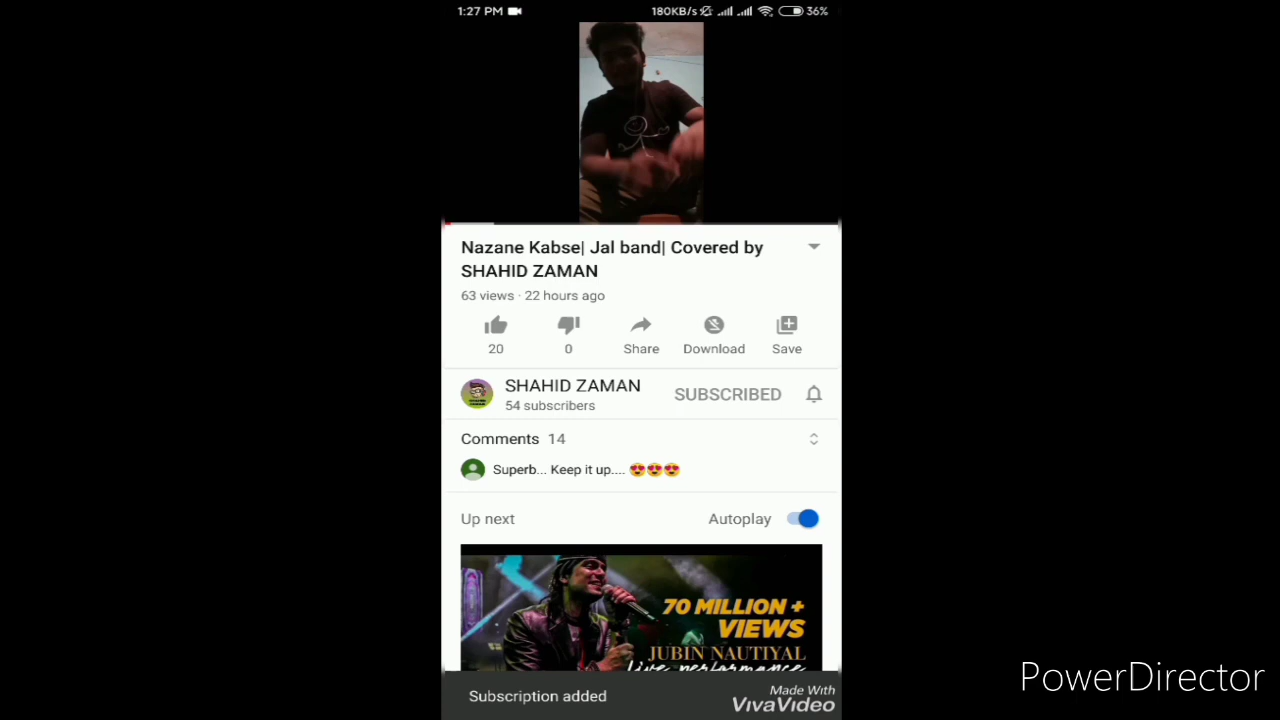 1:27 PM 180KB/s 36%
Nazane Kabse| Jal band| Covered by
SHAHID ZAMAN
63 views · 22 hours ago
20 0 Share Download Save
SHAHID ZAMAN SUBSCRIBED
54 subscribers
Comments 14
Superb... Keep it up.... 😍😍😍
Up next Autoplay
70 MILLION +
VIEWS
JUBIN NAUTIYAL
Live performance
Subscription added
Made With
VivaVideo
PowerDirector